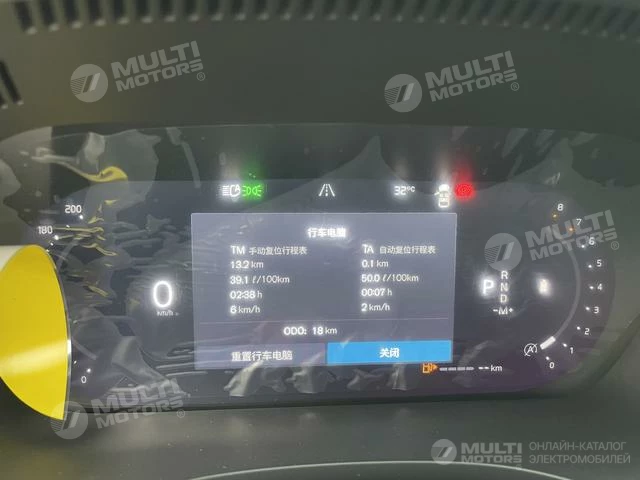 MULTI MOTORS®
MULTI MOTORS®
32°C
200
180
0
0
km/h
行车电脑
TM 手动复位行程表
TA 自动复位行程表
13.2 km
0.1 km
39.1 ℓ/100km
50.0 ℓ/100km
02:38 h
00:07 h
6 km/h
2 km/h
ODO: 18 km
重置行车电脑
关闭
R
N
P D
-M+
8
7
6
5
4
3
2
1
0
A
---- -- km
MULTI MOTORS®
MULTI MOTORS®
MULTI MOTORS®
ОНЛАЙН-КАТАЛОГ
ЭЛЕКТРОМОБИЛЕЙ